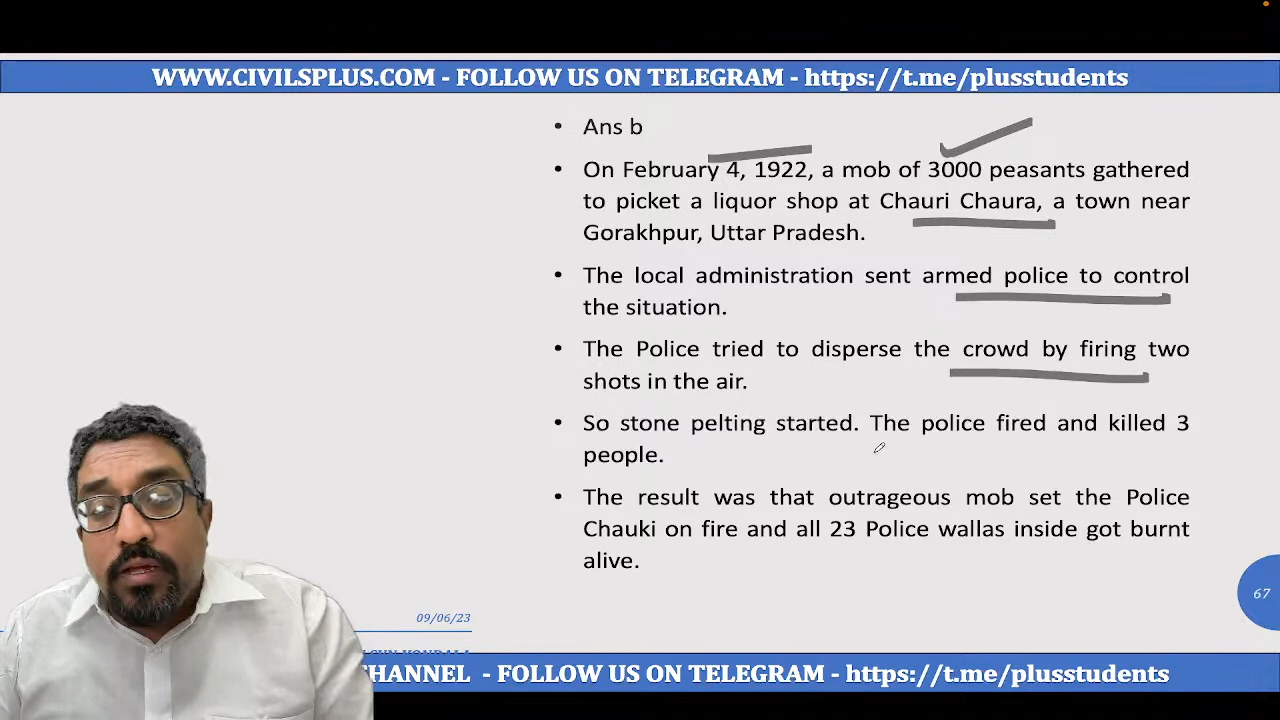 WWW.CIVILSPLUS.COM - FOLLOW US ON TELEGRAM - https://t.me/plusstudents
• Ans b
• On February 4, 1922, a mob of 3000 peasants gathered
to picket a liquor shop at Chauri Chaura, a town near
Gorakhpur, Uttar Pradesh.
• The local administration sent armed police to control
the situation.
• The Police tried to disperse the crowd by firing two
shots in the air.
• So stone pelting started. The police fired and killed 3
people.
• The result was that outrageous mob set the Police
Chauki on fire and all 23 Police wallas inside got burnt
alive.
67
09/06/23
CHANNEL - FOLLOW US ON TELEGRAM - https://t.me/plusstudents